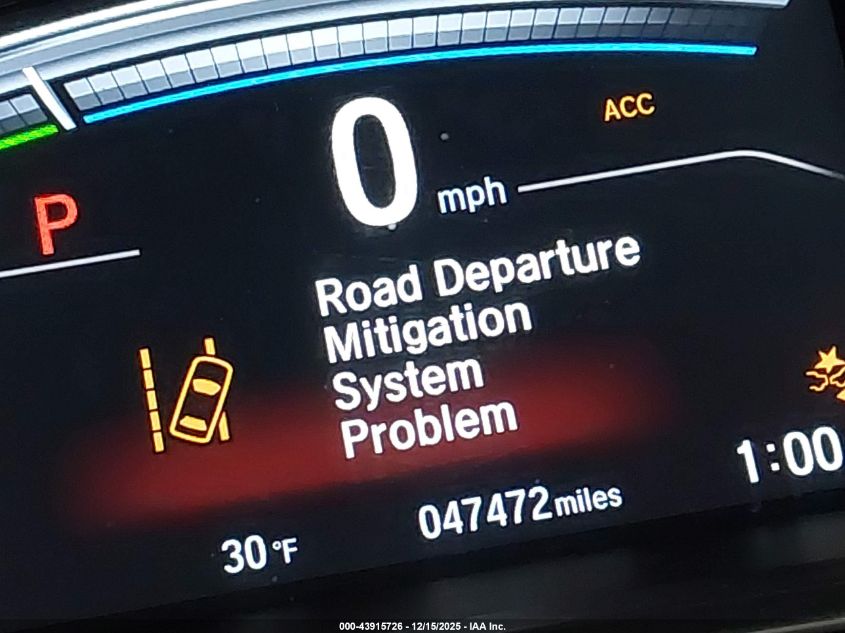 ACC
0 mph
P
Road Departure
Mitigation
System
Problem
1:00
047472 miles
30 °F
000-43915726 - 12/15/2025 - IAA Inc.